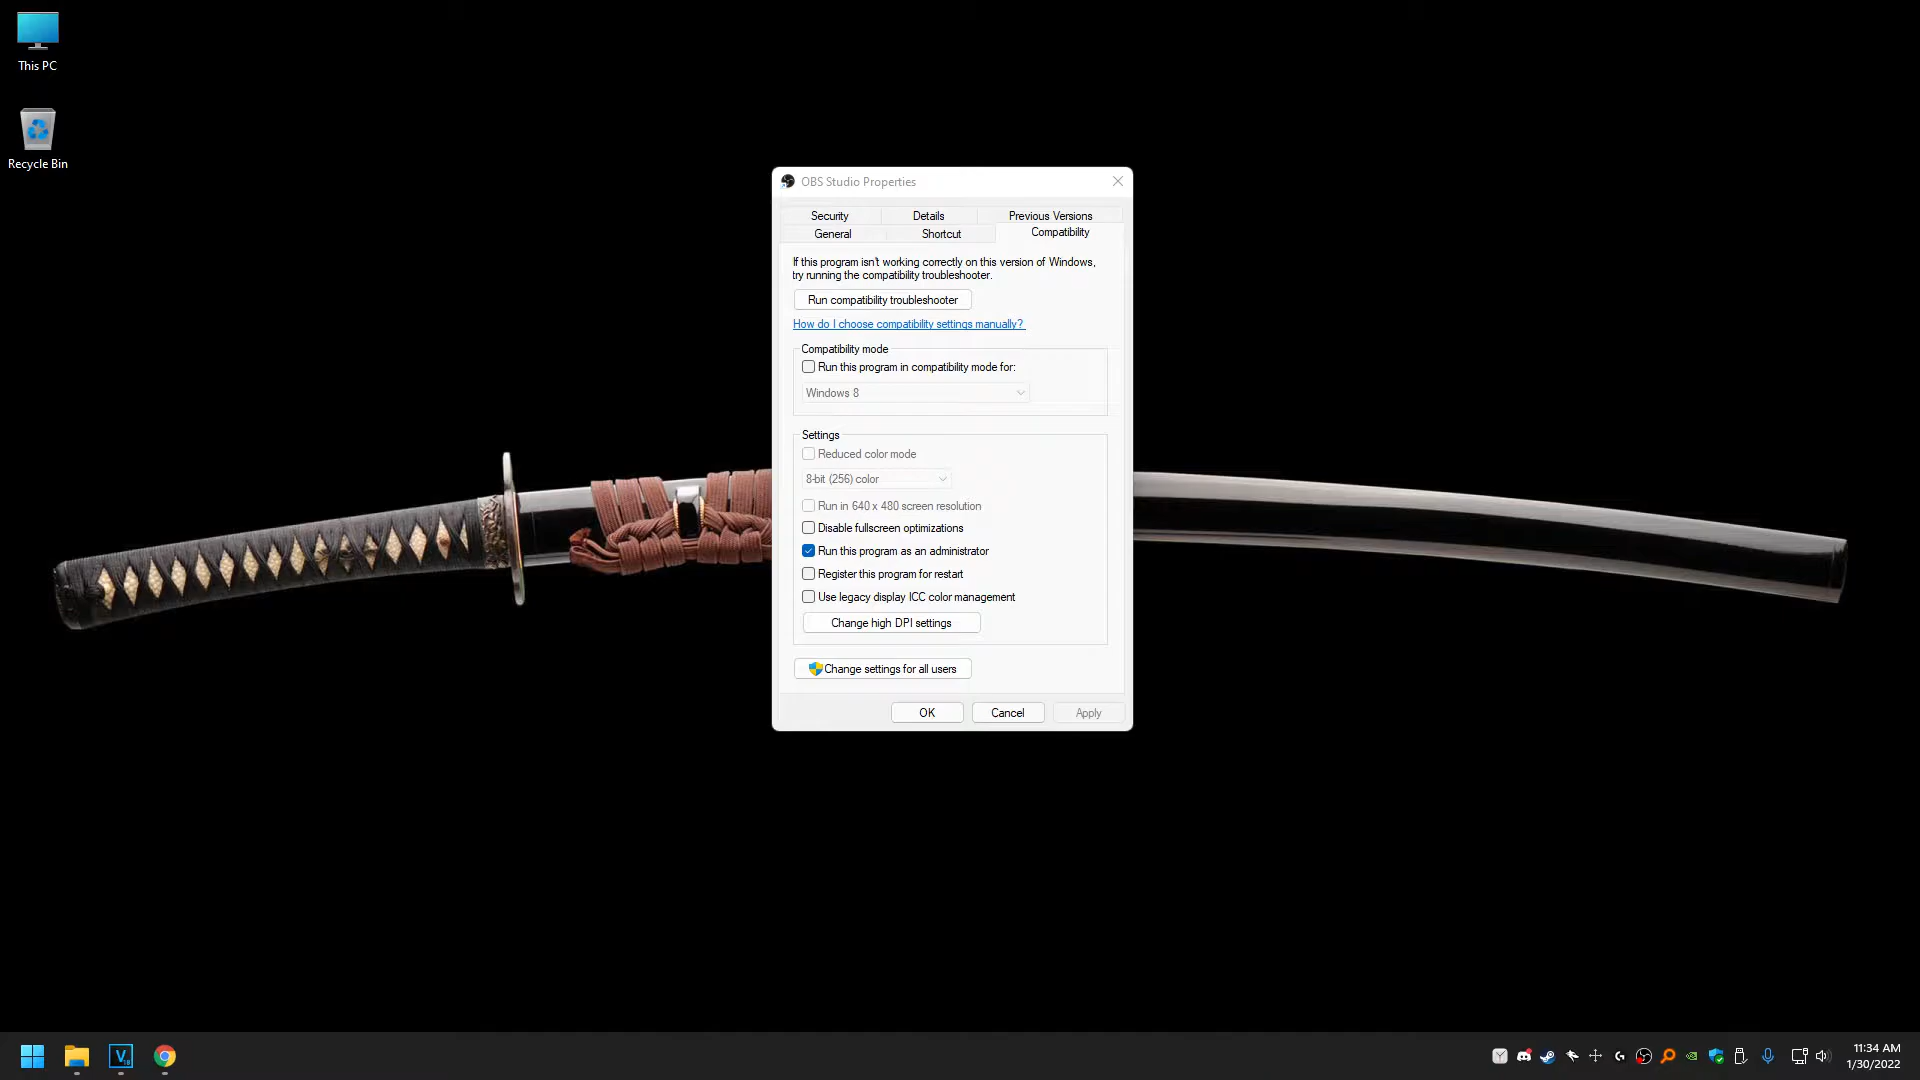 This PC
Recycle Bin
OBS Studio Properties
Security Details Previous Versions
General Shortcut Compatibility
If this program isn't working correctly on this version of Windows,
try running the compatibility troubleshooter.
Run compatibility troubleshooter
How do I choose compatibility settings manually?
Compatibility mode
Run this program in compatibility mode for:
Windows 8
Settings
Reduced color mode
8-bit (256) color
Run in 640 x 480 screen resolution
Disable fullscreen optimizations
Run this program as an administrator
Register this program for restart
Use legacy display ICC color management
Change high DPI settings
Change settings for all users
OK Cancel Apply
11:34 AM
1/30/2022